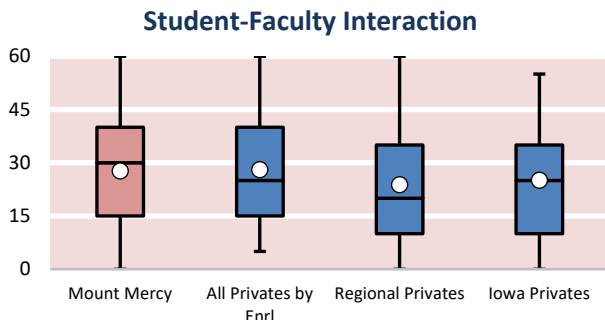 Student-Faculty Interaction
60
45
30
15
0
Mount Mercy
All Privates by
Enrl
Regional Privates
Iowa Privates